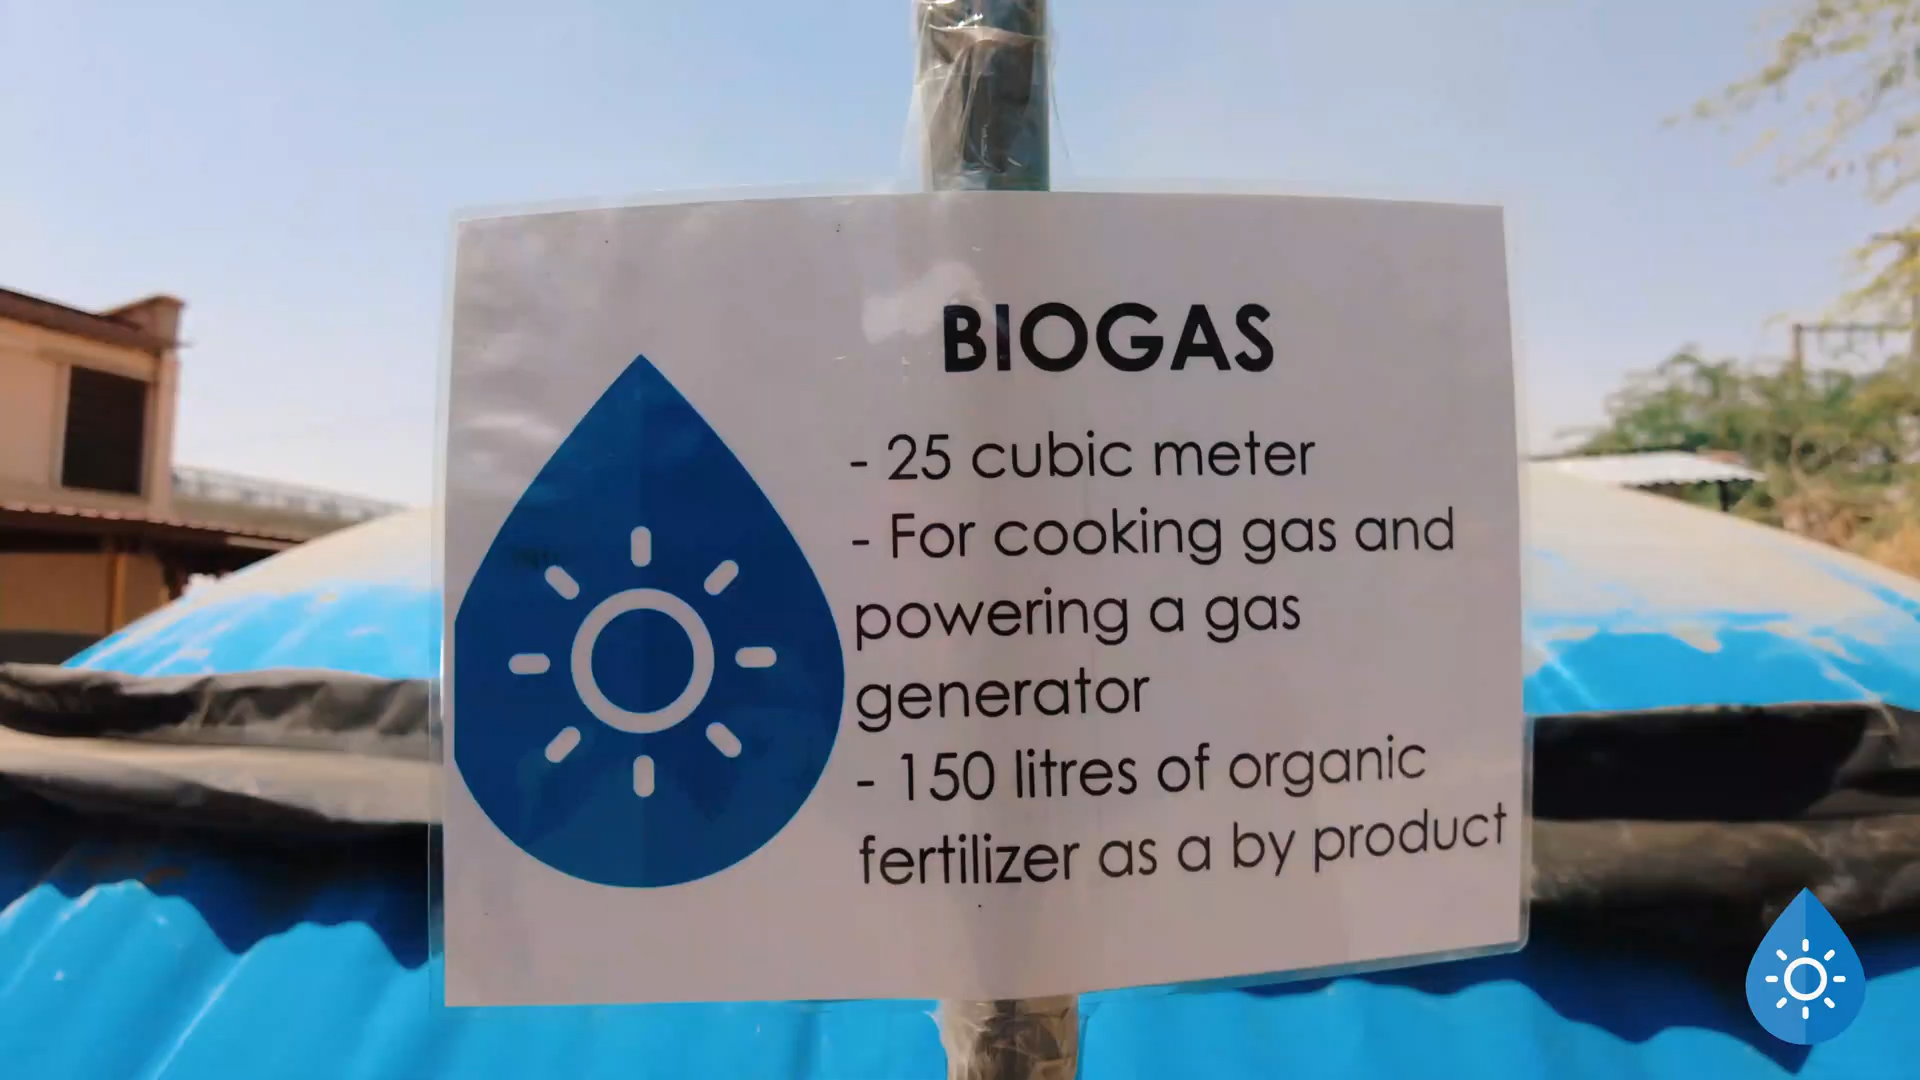 BIOGAS
- 25 cubic meter
- For cooking gas and
powering a gas
generator
- 150 litres of organic
fertilizer as a by product